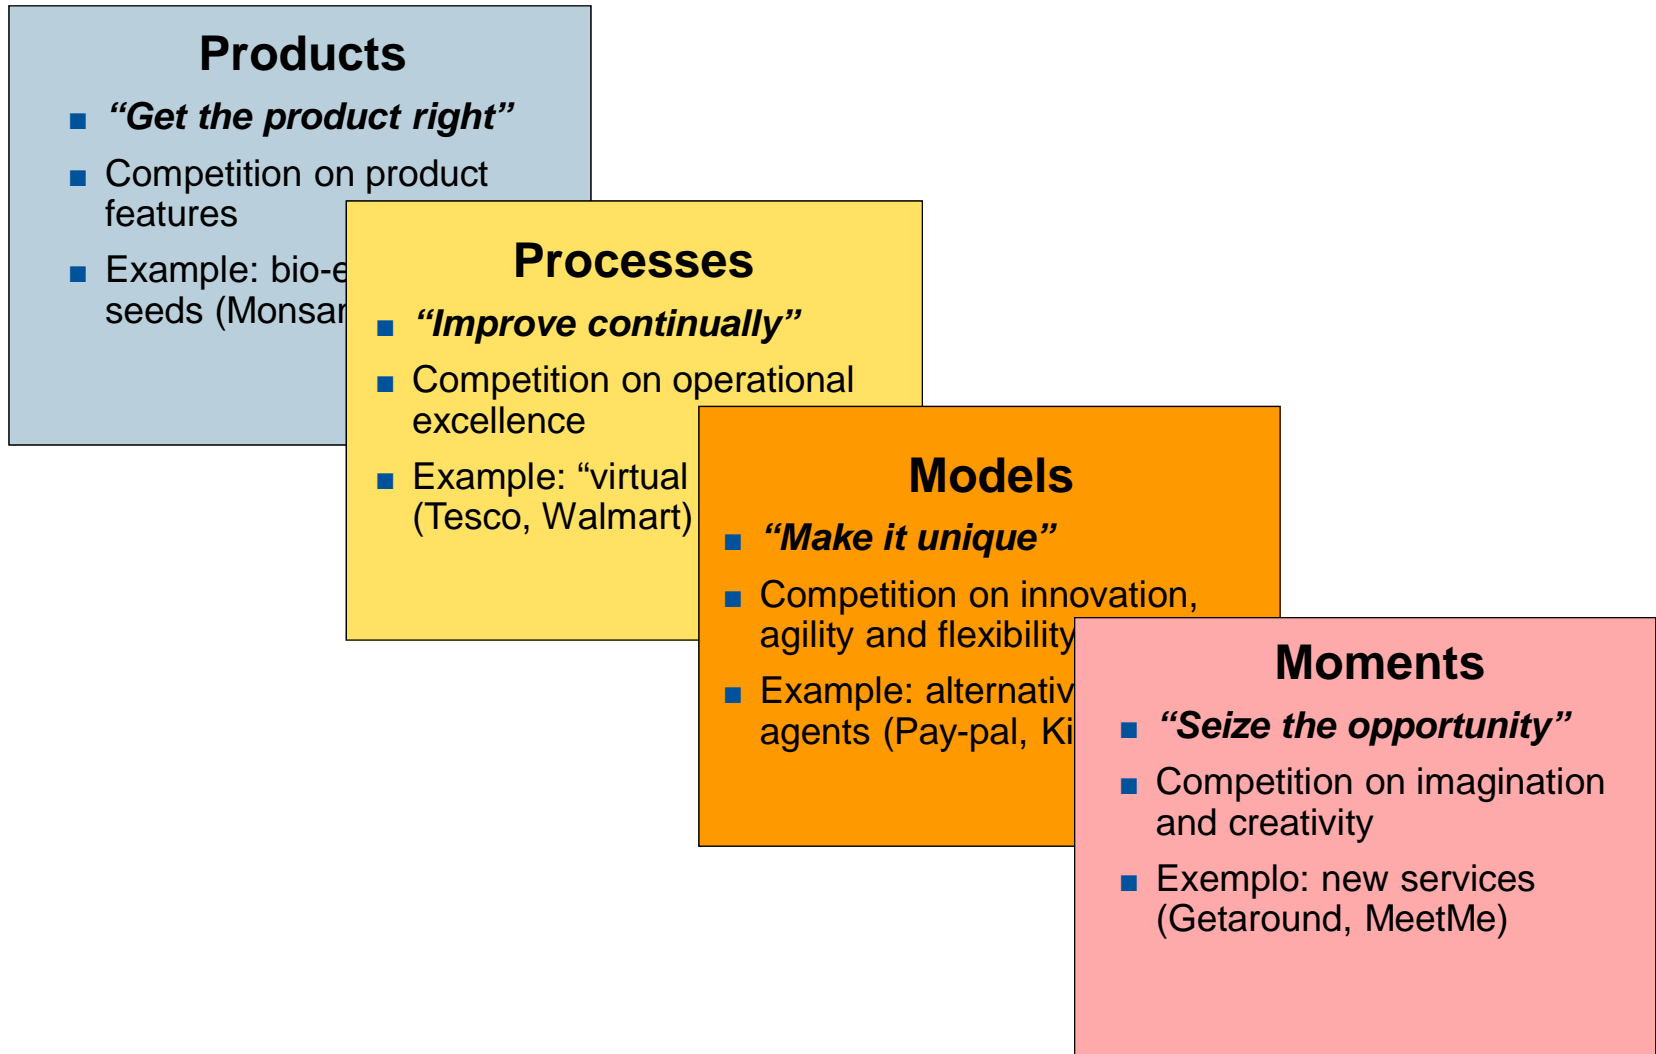 Products
■ “Get the product right”
■ Competition on product
features
■ Example: bio-e
seeds (Monsan
Processes
■ “Improve continually”
■ Competition on operational
excellence
■ Example: “virtual
(Tesco, Walmart)
Models
■ “Make it unique”
■ Competition on innovation,
agility and flexibility
■ Example: alternativ
agents (Pay-pal, Ki
Moments
■ “Seize the opportunity”
■ Competition on imagination
and creativity
■ Exemplo: new services
(Getaround, MeetMe)